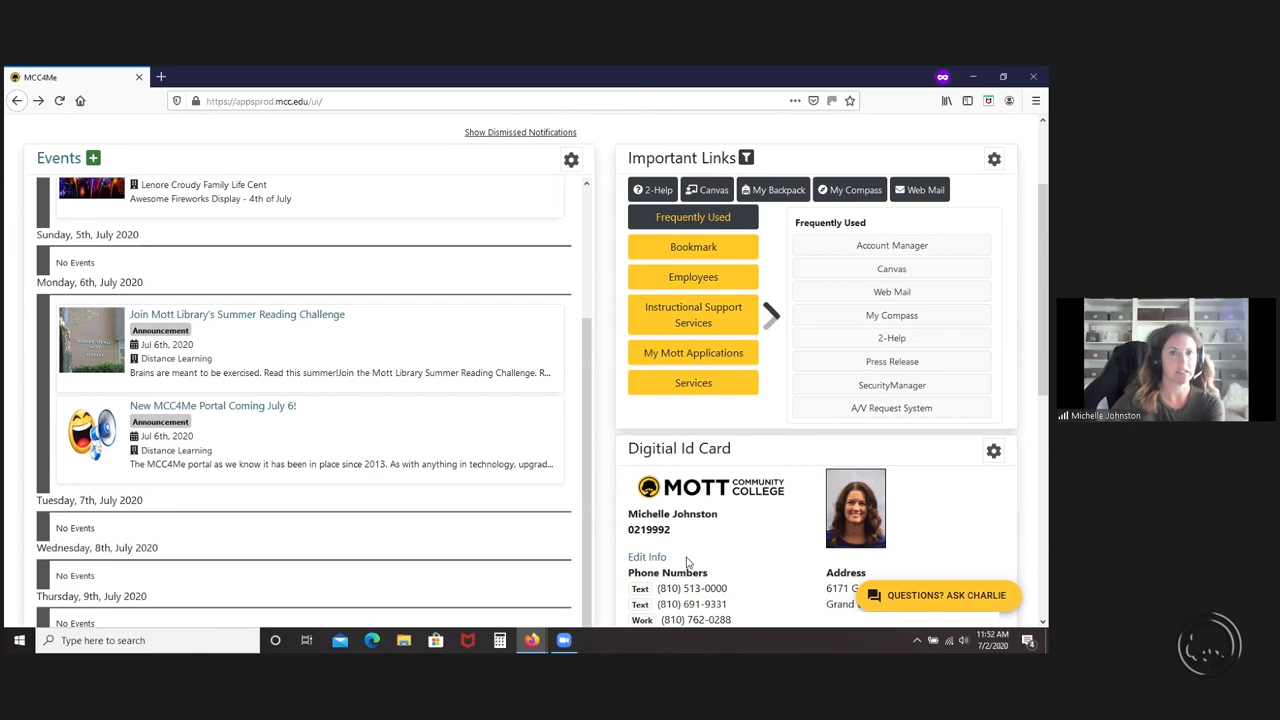 MCC4Me
https://appsprod.mcc.edu/ui/
Show Dismissed Notifications
Events
Lenore Croudy Family Life Cent
Awesome Fireworks Display - 4th of July
Sunday, 5th, July 2020
No Events
Monday, 6th, July 2020
Join Mott Library's Summer Reading Challenge
Announcement
Jul 6th, 2020
Distance Learning
Brains are meant to be exercised. Read this summer!Join the Mott Library Summer Reading Challenge. R...
New MCC4Me Portal Coming July 6!
Announcement
Jul 6th, 2020
Distance Learning
The MCC4Me portal as we know it has been in place since 2013. As with anything in technology, upgrad...
Tuesday, 7th, July 2020
No Events
Wednesday, 8th, July 2020
No Events
Thursday, 9th, July 2020
No Events
Important Links
2-Help Canvas My Backpack My Compass Web Mail
Frequently Used
Bookmark
Employees
Instructional Support
Services
My Mott Applications
Services
Frequently Used
Account Manager
Canvas
Web Mail
My Compass
2-Help
Press Release
SecurityManager
A/V Request System
Digitial Id Card
MOTT COMMUNITY
COLLEGE
Michelle Johnston
0219992
Edit Info
Phone Numbers
Text (810) 513-0000
Text (810) 691-9331
Work (810) 762-0288
Address
6171 G
Grand
QUESTIONS? ASK CHARLIE
Michelle Johnston
Type here to search
11:52 AM
7/2/2020
4